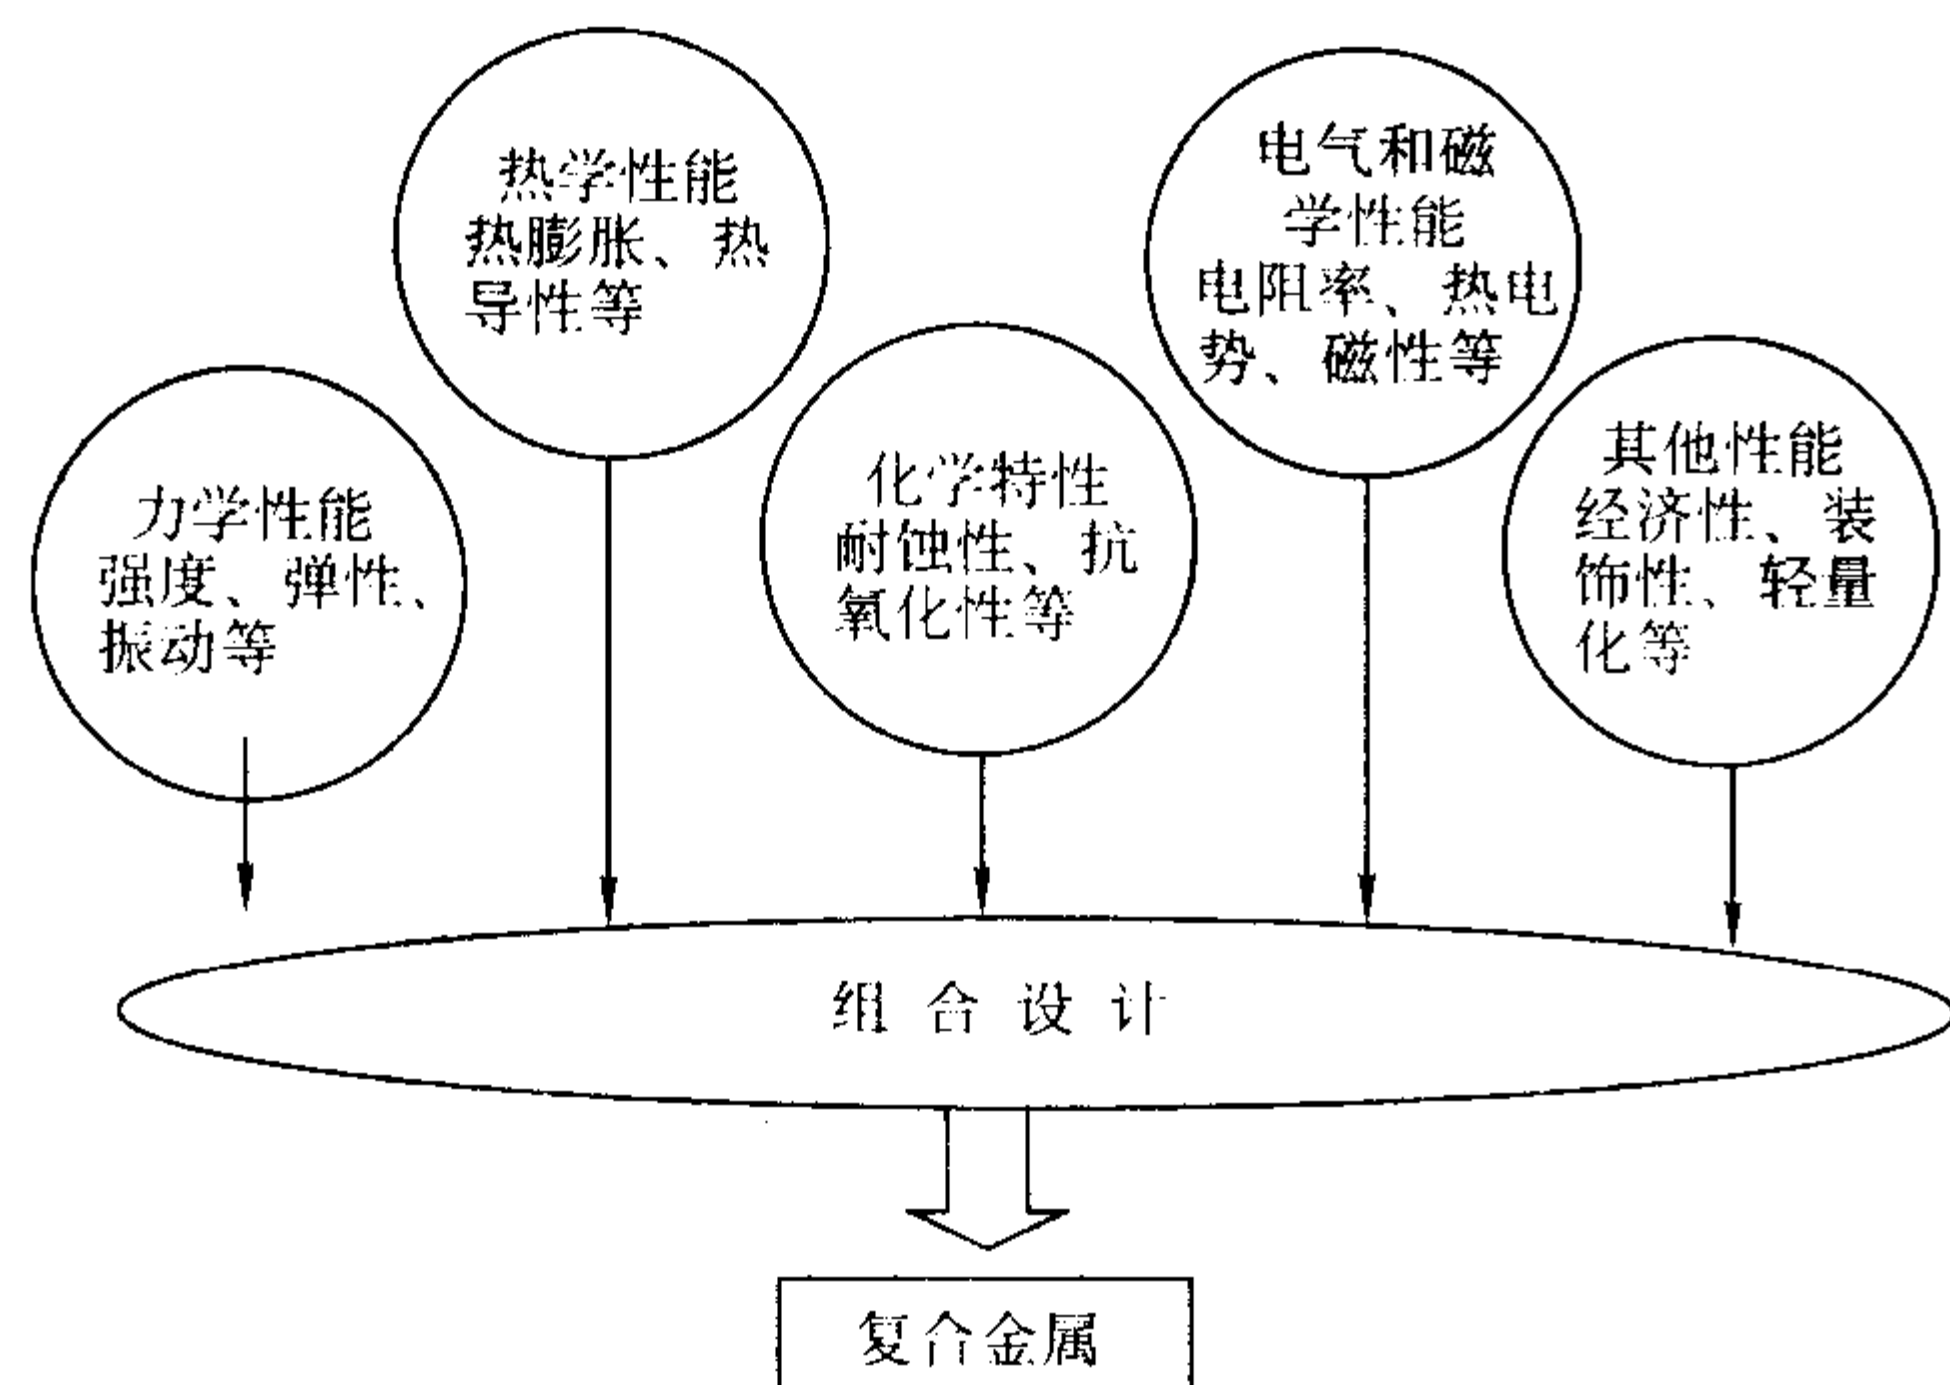 热学性能
热膨胀、热
导性等
电气和磁
学性能
电阻率、热电
势、磁性等
力学性能
强度、弹性、
振动等
化学特性
耐蚀性、抗
氧化性等
其他性能
经济性、装
饰性、轻量
化等
组合设计
复合金属